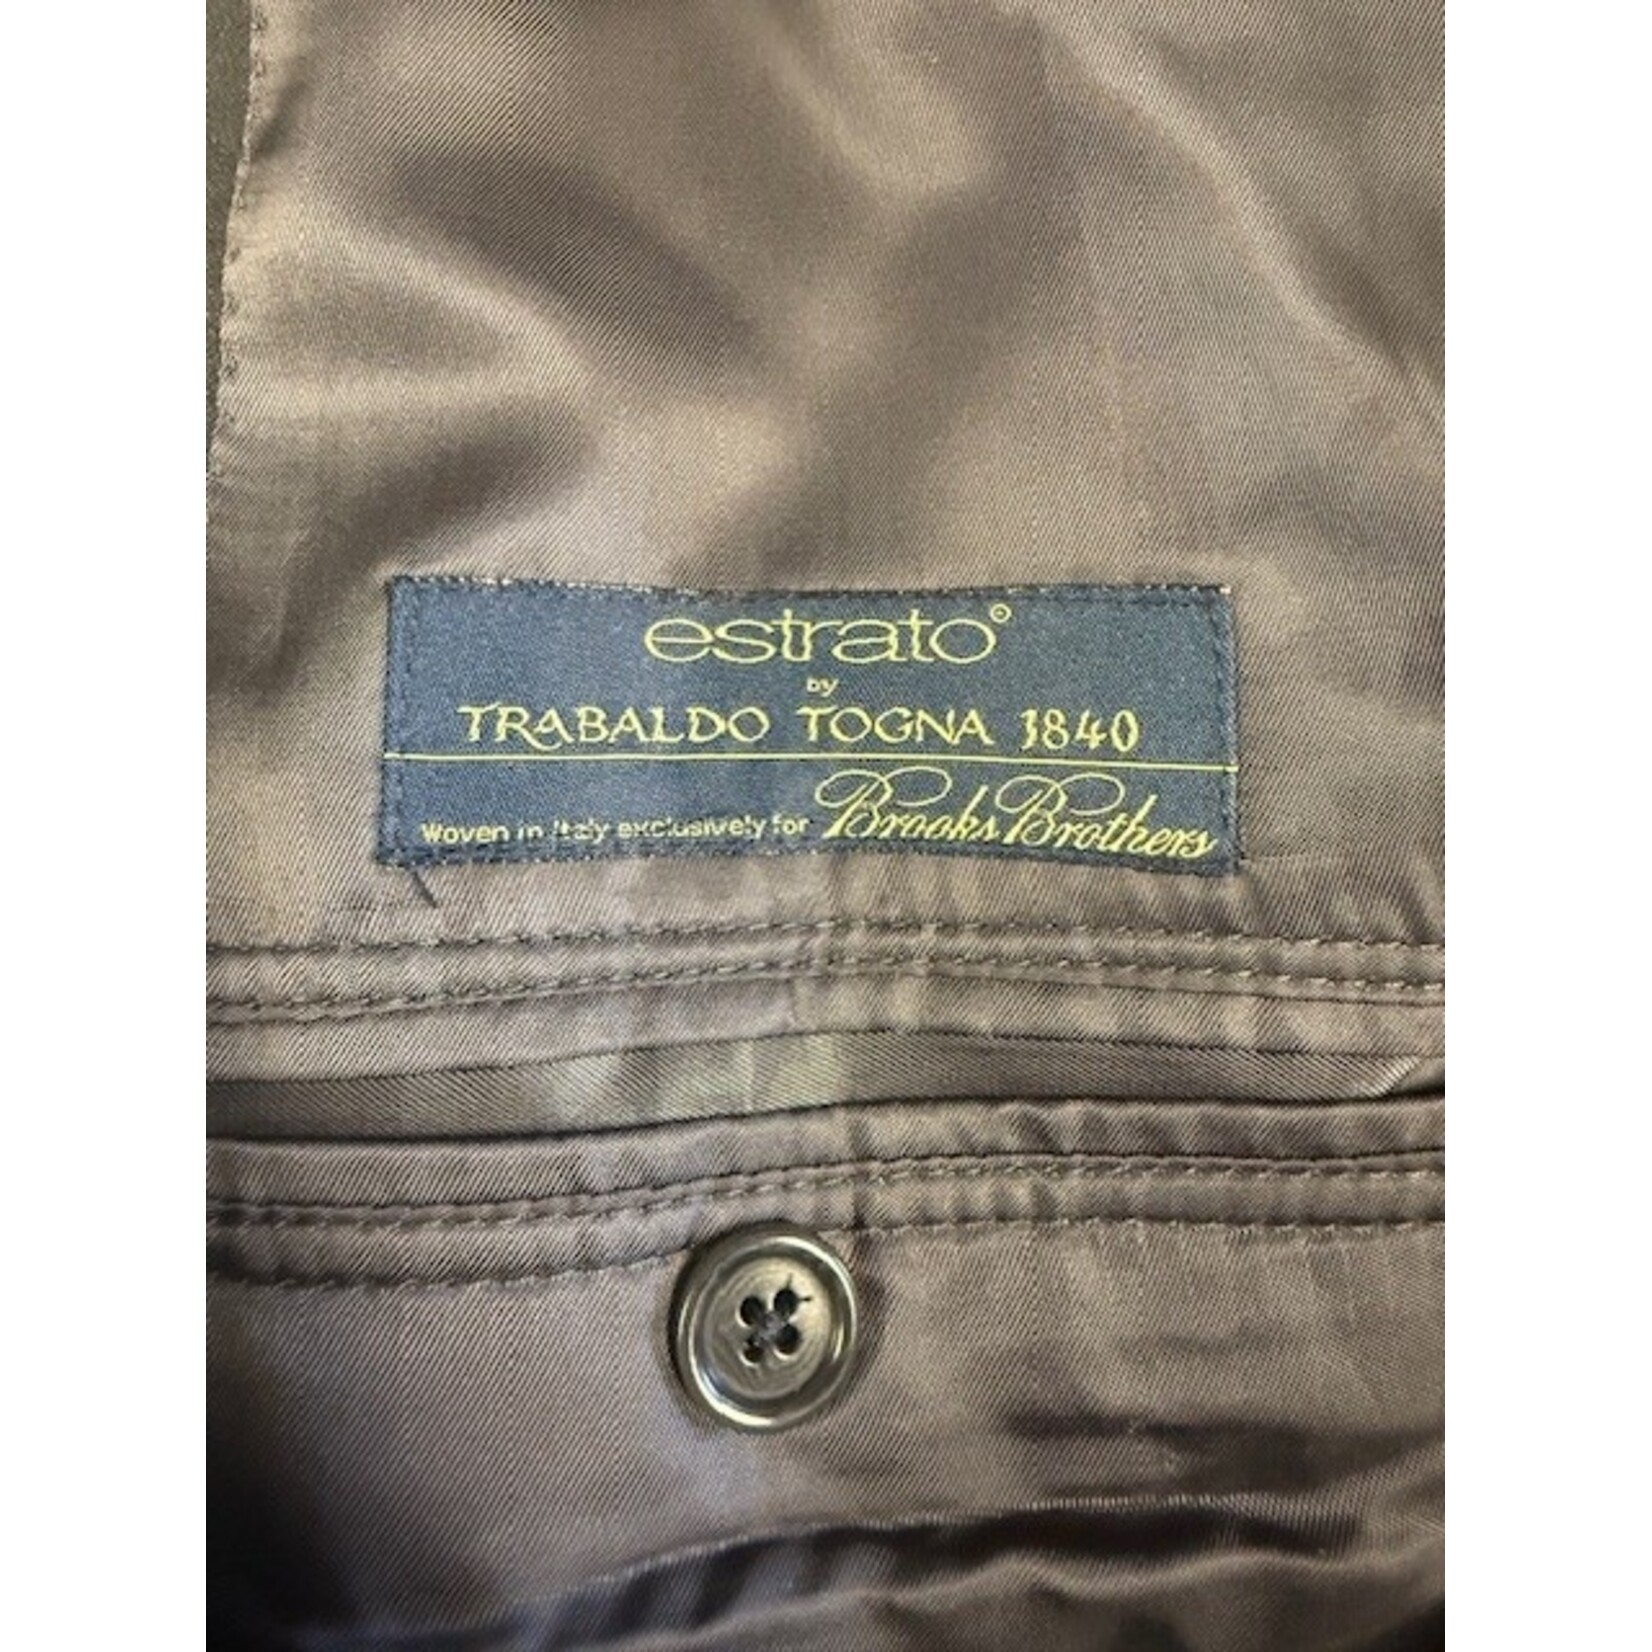 estrato®
by
TRABALDO TOGNA 1840
Woven in Italy exclusively for Brooks Brothers